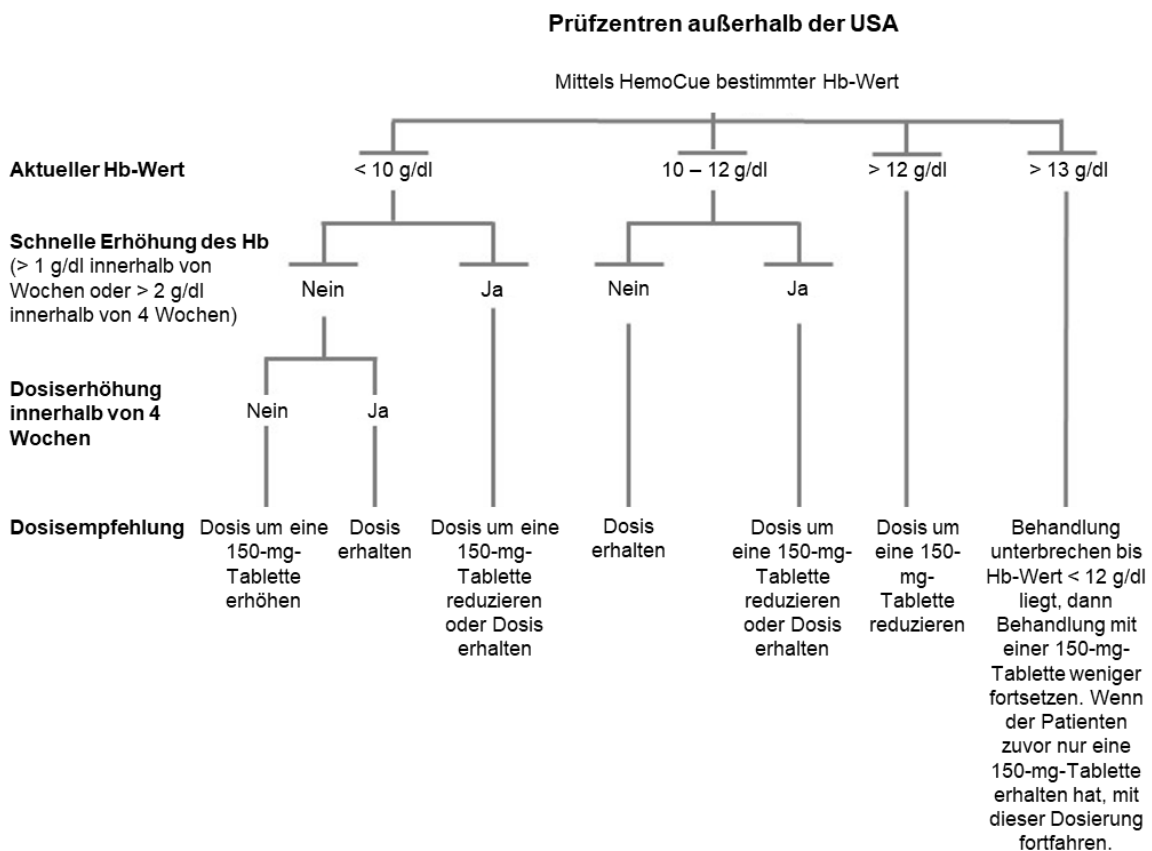 Prüfzentren außerhalb der USA
Mittels HemoCue bestimmter Hb-Wert
Aktueller Hb-Wert
< 10 g/dl
10 – 12 g/dl
> 12 g/dl
> 13 g/dl
Schnelle Erhöhung des Hb
(> 1 g/dl innerhalb von
Wochen oder > 2 g/dl
innerhalb von 4 Wochen)
Nein
Ja
Nein
Ja
Dosiserhöhung
innerhalb von 4
Wochen
Nein
Ja
Dosisempfehlung
Dosis um eine
150-mg-
Tablette
erhöhen
Dosis
erhalten
Dosis um eine
150-mg-
Tablette
reduzieren
oder Dosis
erhalten
Dosis
erhalten
Dosis um
eine 150-mg-
Tablette
reduzieren
oder Dosis
erhalten
Dosis um
eine 150-
mg-
Tablette
reduzieren
Behandlung
unterbrechen bis
Hb-Wert < 12 g/dl
liegt, dann
Behandlung mit
einer 150-mg-
Tablette weniger
fortsetzen. Wenn
der Patienten
zuvor nur eine
150-mg-Tablette
erhalten hat, mit
dieser Dosierung
fortfahren.